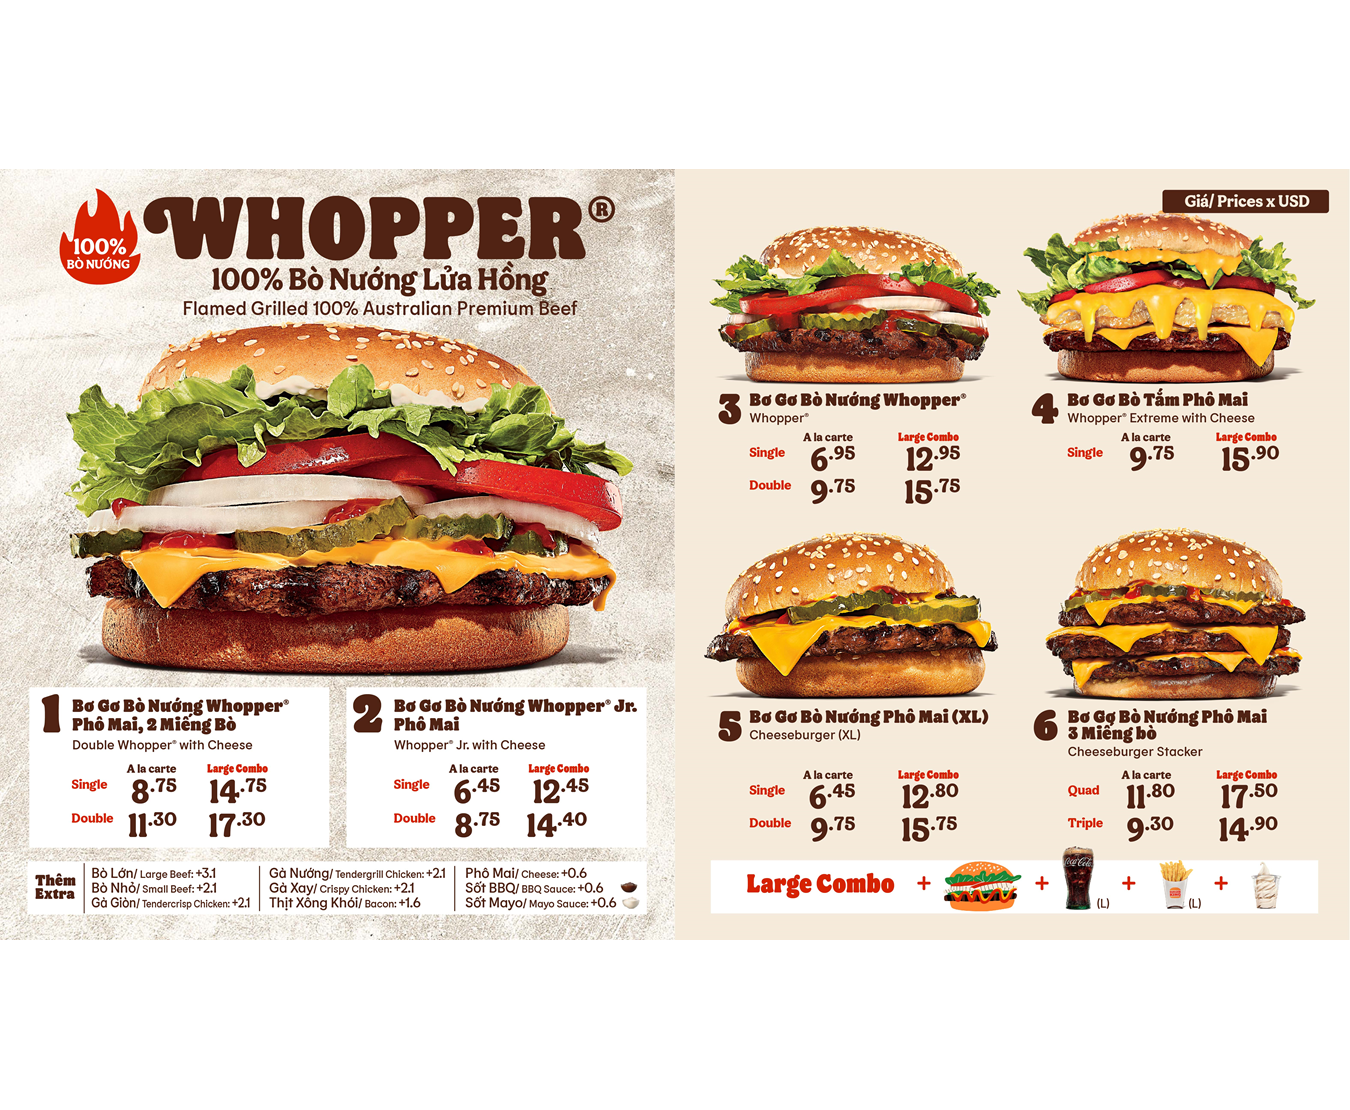 WHOPPER®
100%
BÒ NƯỚNG
100% Bò Nướng Lửa Hồng
Flamed Grilled 100% Australian Premium Beef
1 Bơ Gơ Bò Nướng Whopper®
Phô Mai, 2 Miếng Bò
Double Whopper® with Cheese
A la carte Large Combo
Single 8.75 14.75
Double 11.30 17.30
2 Bơ Gơ Bò Nướng Whopper® Jr.
Phô Mai
Whopper® Jr. with Cheese
A la carte Large Combo
Single 6.45 12.45
Double 8.75 14.40
Thêm
Extra
Bò Lớn/ Large Beef: +3.1
Bò Nhỏ/ Small Beef: +2.1
Gà Giòn/ Tendercrisp Chicken: +2.1
Gà Nướng/ Tendergrill Chicken: +2.1
Gà Xay/ Crispy Chicken: +2.1
Thịt Xông Khói/ Bacon: +1.6
Phô Mai/ Cheese: +0.6
Sốt BBQ/ BBQ Sauce: +0.6
Sốt Mayo/ Mayo Sauce: +0.6
Giá/ Prices x USD
3 Bơ Gơ Bò Nướng Whopper®
Whopper®
A la carte Large Combo
Single 6.95 12.95
Double 9.75 15.75
4 Bơ Gơ Bò Tắm Phô Mai
Whopper® Extreme with Cheese
A la carte Large Combo
Single 9.75 15.90
5 Bơ Gơ Bò Nướng Phô Mai (XL)
Cheeseburger (XL)
A la carte Large Combo
Single 6.45 12.80
Double 9.75 15.75
6 Bơ Gợ Bò Nướng Phô Mai
3 Miếng bò
Cheeseburger Stacker
A la carte Large Combo
Quad 11.80 17.50
Triple 9.30 14.90
Large Combo + + (L) + (L) +
Coca-Cola